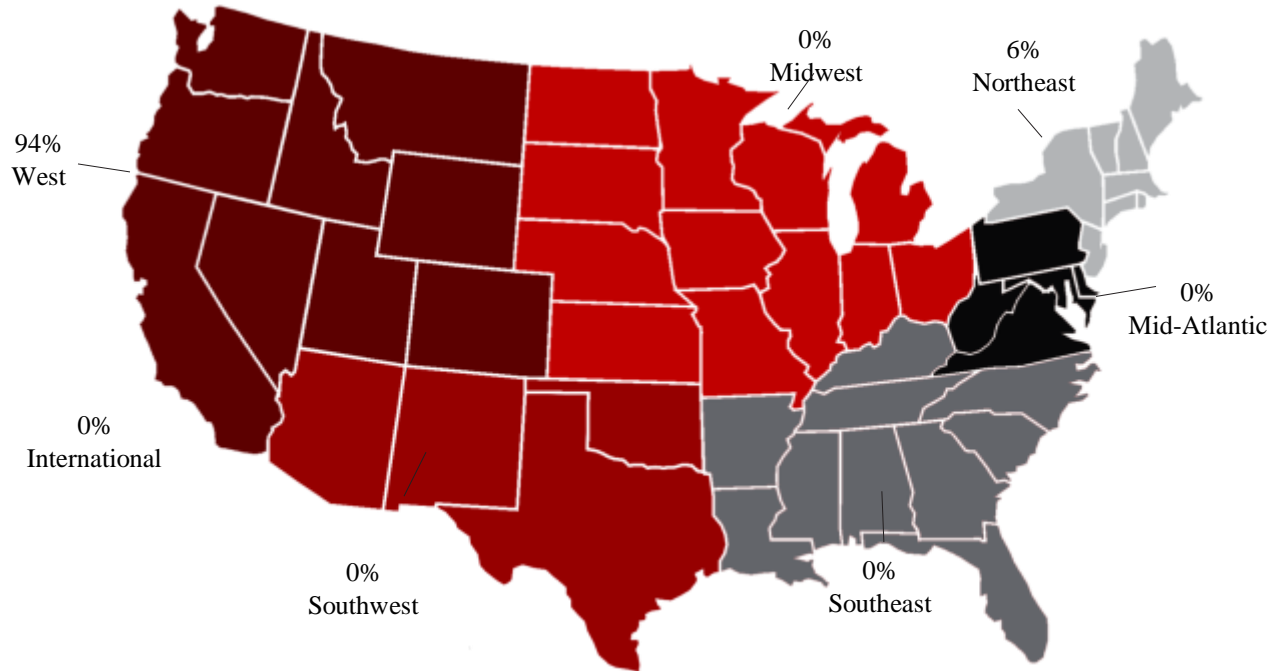 0%
Midwest
6%
Northeast
94%
West
0%
Mid-Atlantic
0%
International
0%
Southwest
0%
Southeast